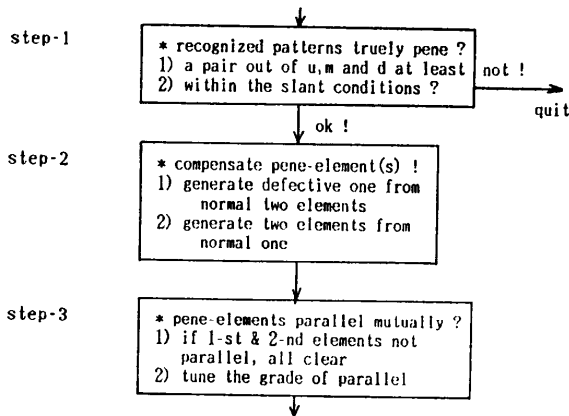 step-1
* recognized patterns truely pene ?
1) a pair out of u,m and d at least
2) within the slant conditions ?
not !
quit
ok !
step-2
* compensate pene-element(s) !
1) generate defective one from
normal two elements
2) generate two elements from
normal one
step-3
* pene-elements parallel mutually ?
1) if 1-st & 2-nd elements not
parallel, all clear
2) tune the grade of parallel